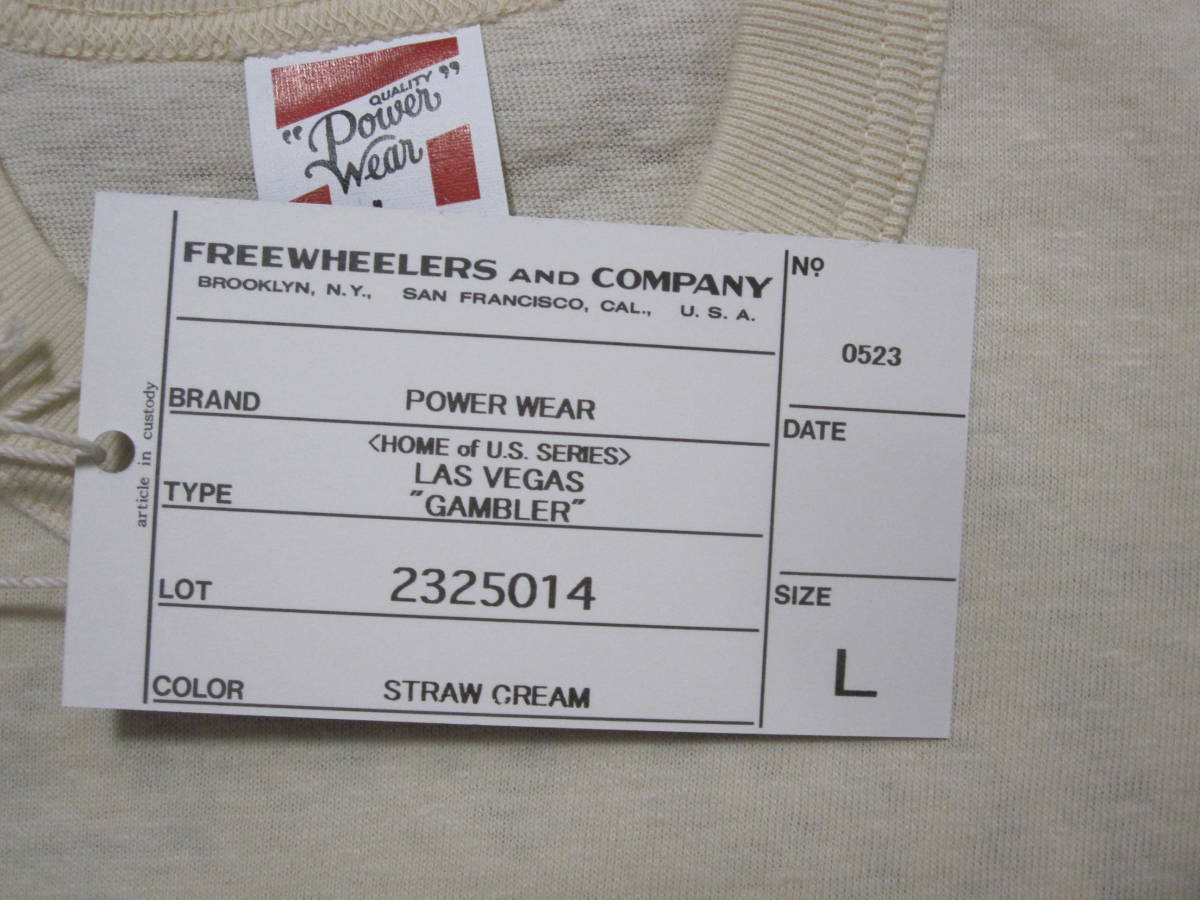 QUALITY
"Power
Wear"
FREEWHEELERS AND COMPANY
BROOKLYN, N.Y., SAN FRANCISCO, CAL., U. S. A.
BRAND POWER WEAR
<HOME of U.S. SERIES>
LAS VEGAS
TYPE "GAMBLER"
LOT 2325014
COLOR STRAW CREAM
No
0523
DATE
SIZE
L
article in custody